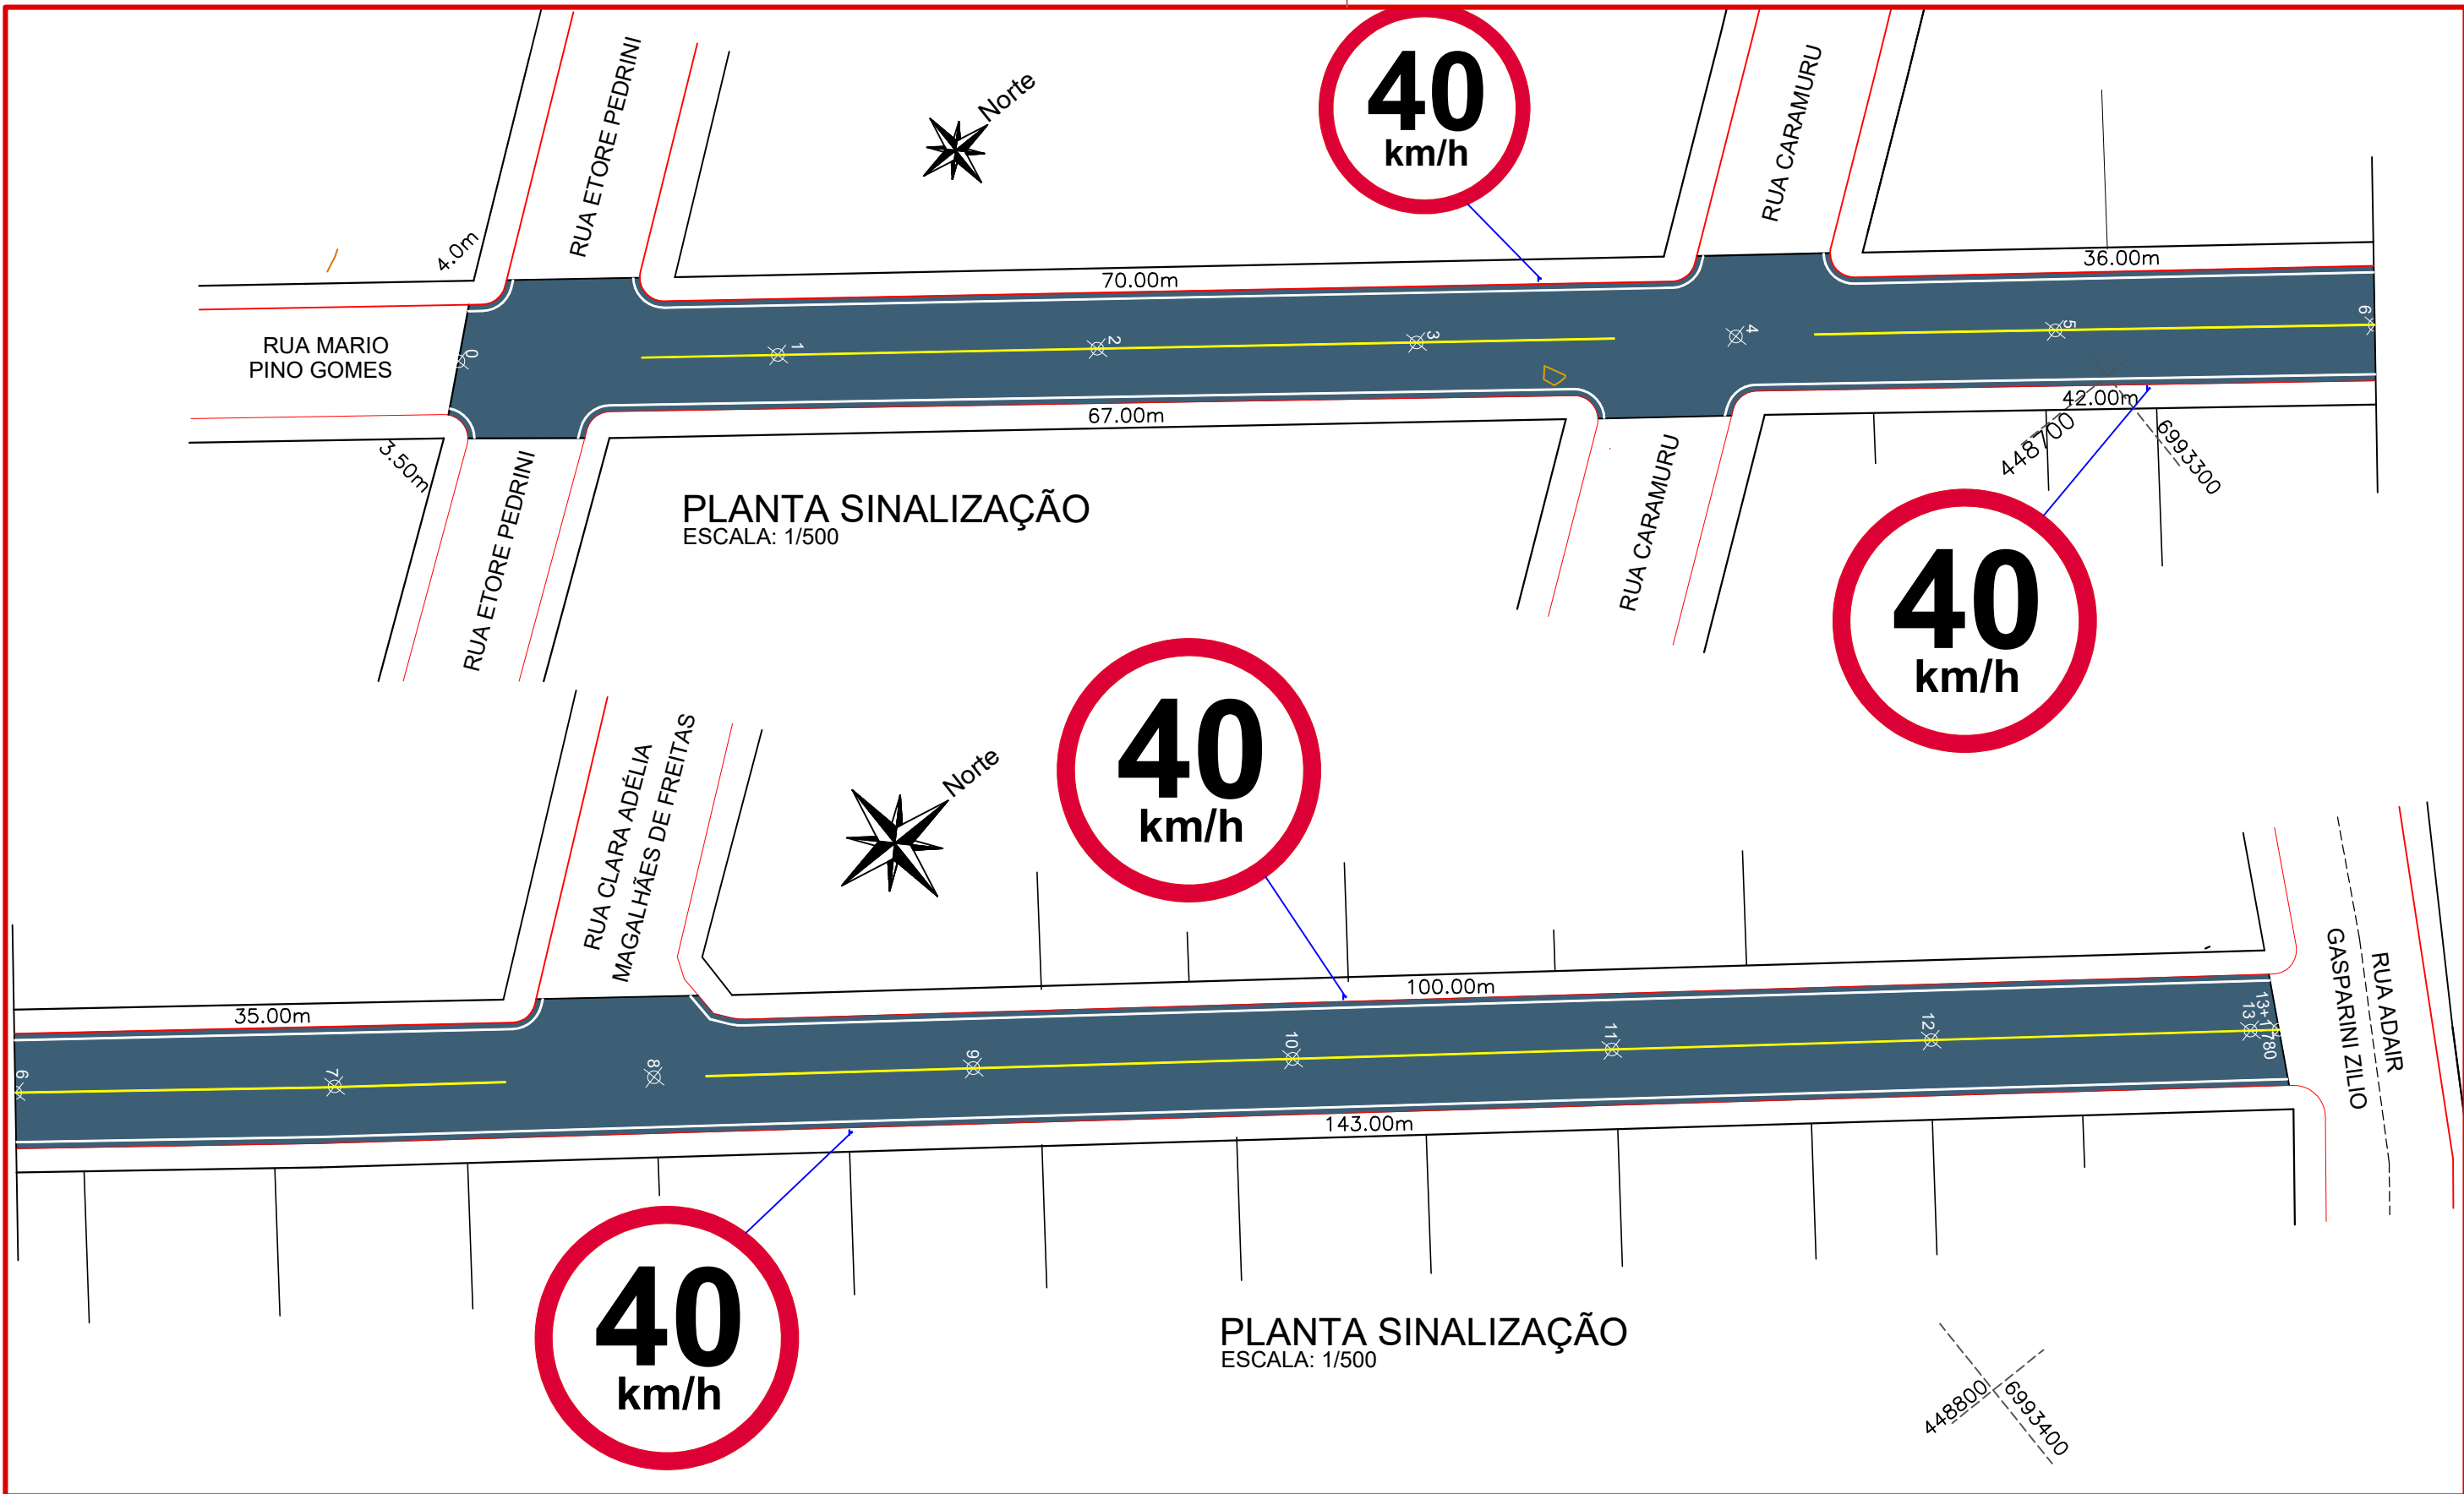 RUA ETORE PEDRINI
Norte
40
km/h
RUA CARAMURU
4.0m
70.00m
36.00m
RUA MARIO
PINO GOMES
0
1
2
3
4
5
6
3.50m
67.00m
42.00m
448700
6993300
RUA ETORE PEDRINI
PLANTA SINALIZAÇÃO
ESCALA: 1/500
RUA CARAMURU
40
km/h
RUA CLARA ADÉLIA
MAGALHÃES DE FREITAS
Norte
40
km/h
35.00m
100.00m
RUA ADAIR
GASPARINI ZILIO
6
7
8
9
10
11
12
13
143.00m
40
km/h
PLANTA SINALIZAÇÃO
ESCALA: 1/500
448800
6993400